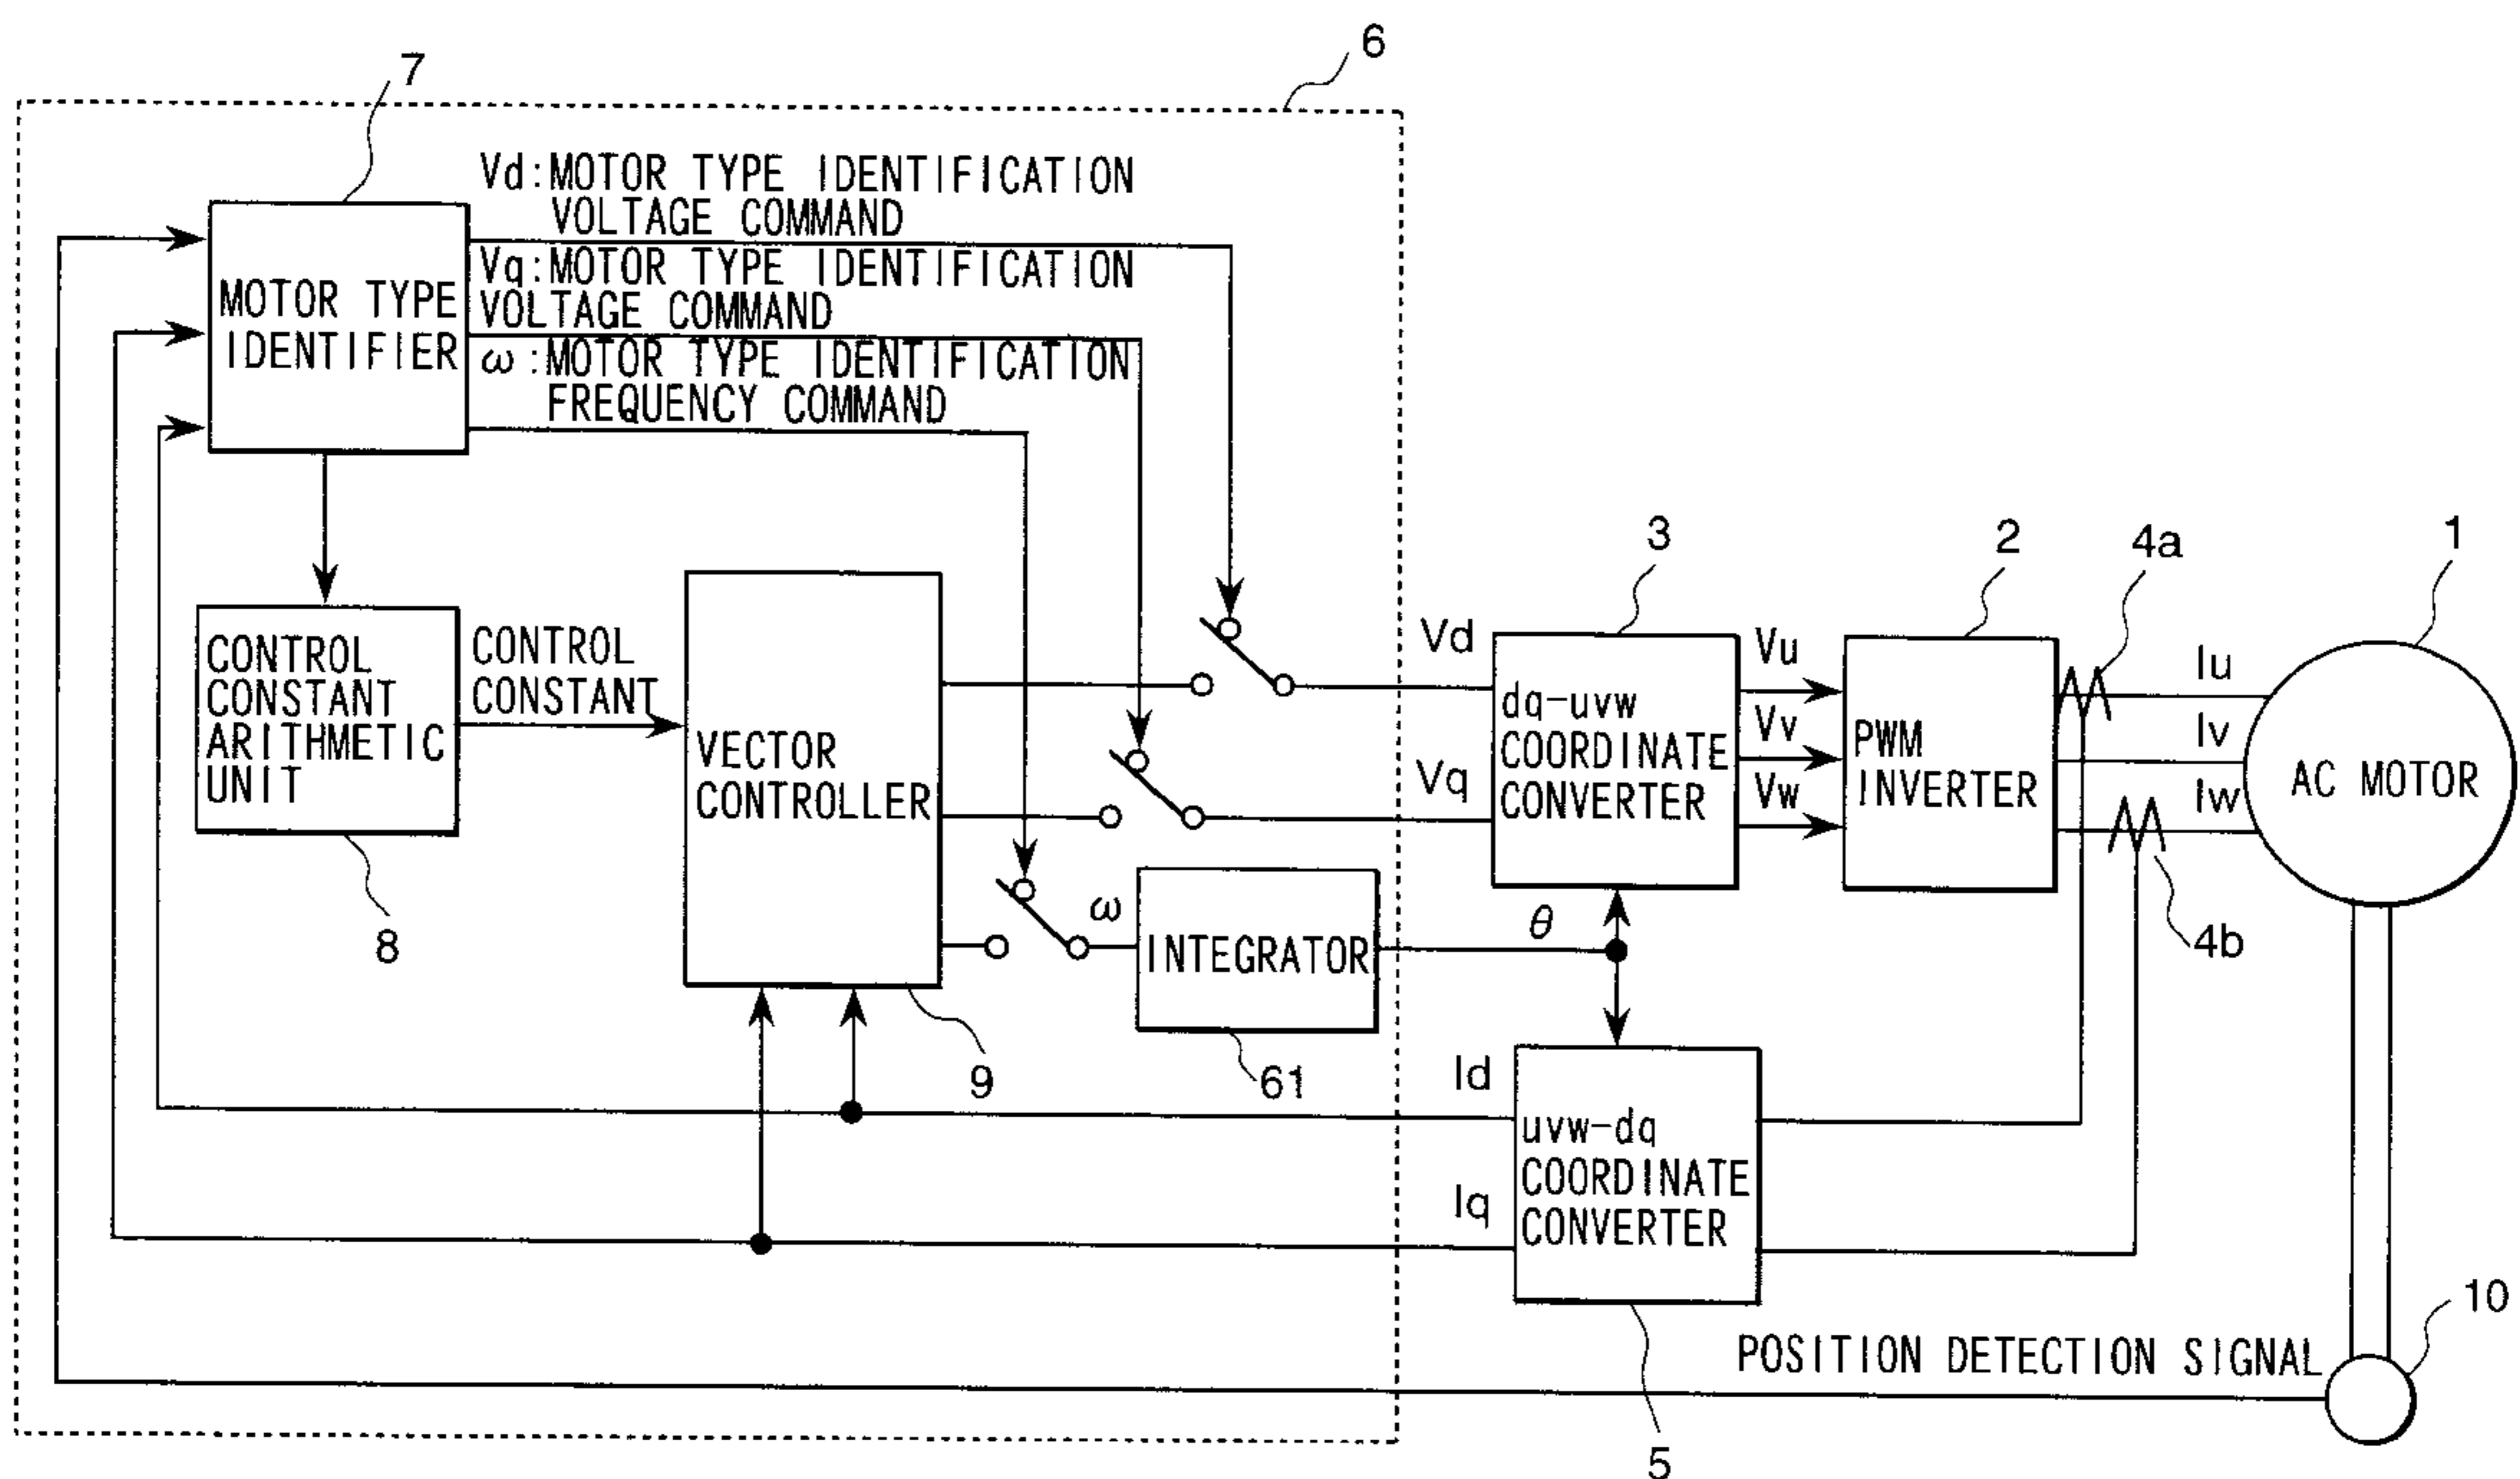 6
7
Vd:MOTOR TYPE IDENTIFICATION
VOLTAGE COMMAND
Vq:MOTOR TYPE IDENTIFICATION
VOLTAGE COMMAND
ω:MOTOR TYPE IDENTIFICATION
FREQUENCY COMMAND
MOTOR TYPE
IDENTIFIER
CONTROL
CONSTANT
ARITHMETIC
UNIT
8
CONTROL
CONSTANT
VECTOR
CONTROLLER
9
ω
INTEGRATOR
61
Vd
Vq
3
dq-uvw
COORDINATE
CONVERTER
θ
Vu
Vv
Vw
2
PWM
INVERTER
4a
4b
Iu
Iv
Iw
1
AC MOTOR
Id
Iq
uvw-dq
COORDINATE
CONVERTER
5
POSITION DETECTION SIGNAL
10